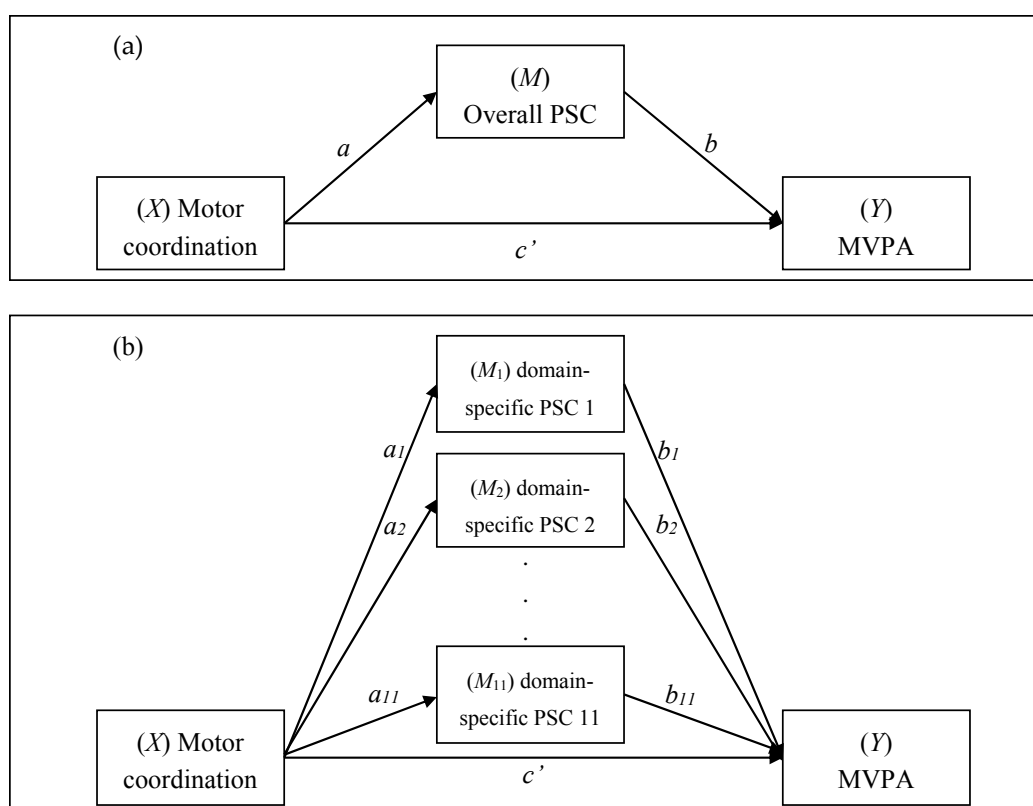 (a)
(M)
Overall PSC
a
b
(X) Motor
coordination
(Y)
MVPA
c’
(b)
(M1) domain-
specific PSC 1
a1
b1
(M2) domain-
specific PSC 2
a2
b2
.
.
.
(M11) domain-
specific PSC 11
a11
b11
(X) Motor
coordination
(Y)
MVPA
c’